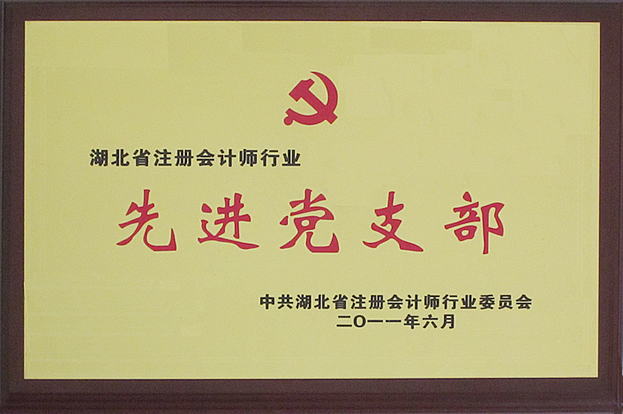 湖北省注册会计师行业
先进党支部
中共湖北省注册会计师行业委员会
二〇一一年六月